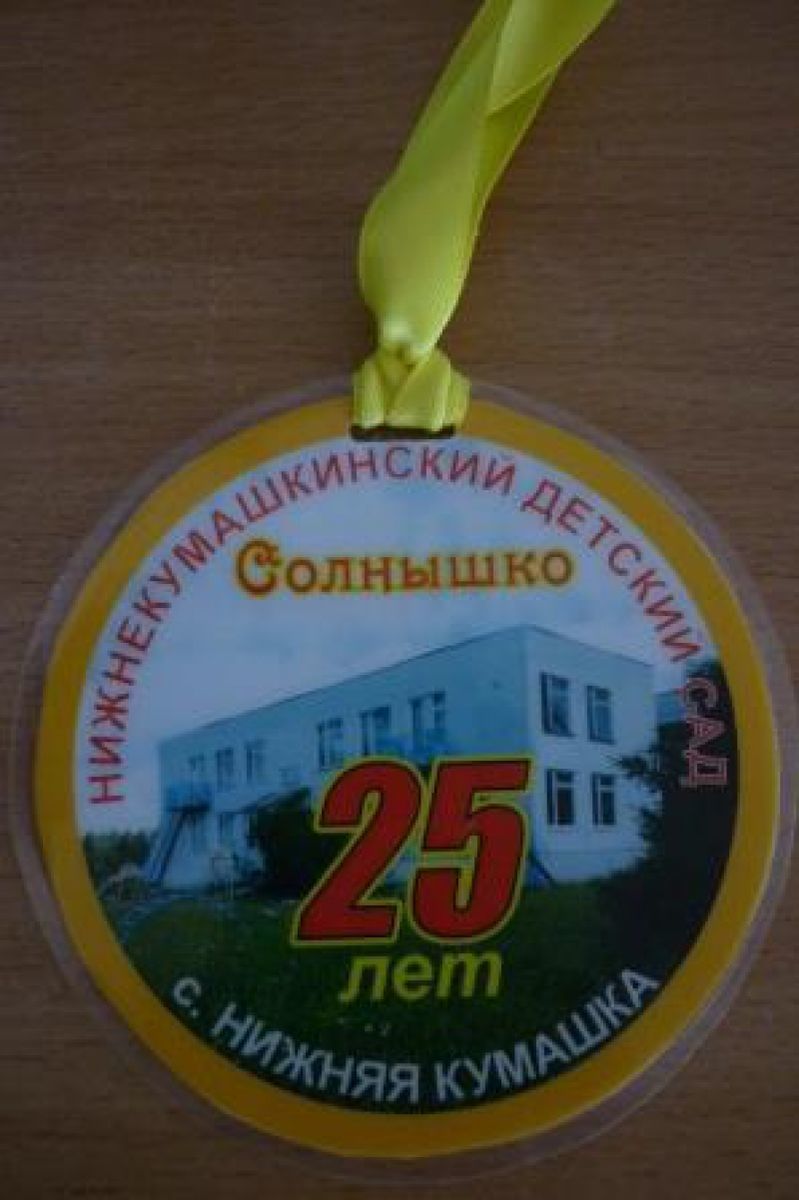 НИЖНЕКУМАШКИНСКИЙ ДЕТСКИЙ САД
Солнышко
25
лет
с. НИЖНЯЯ КУМАШКА